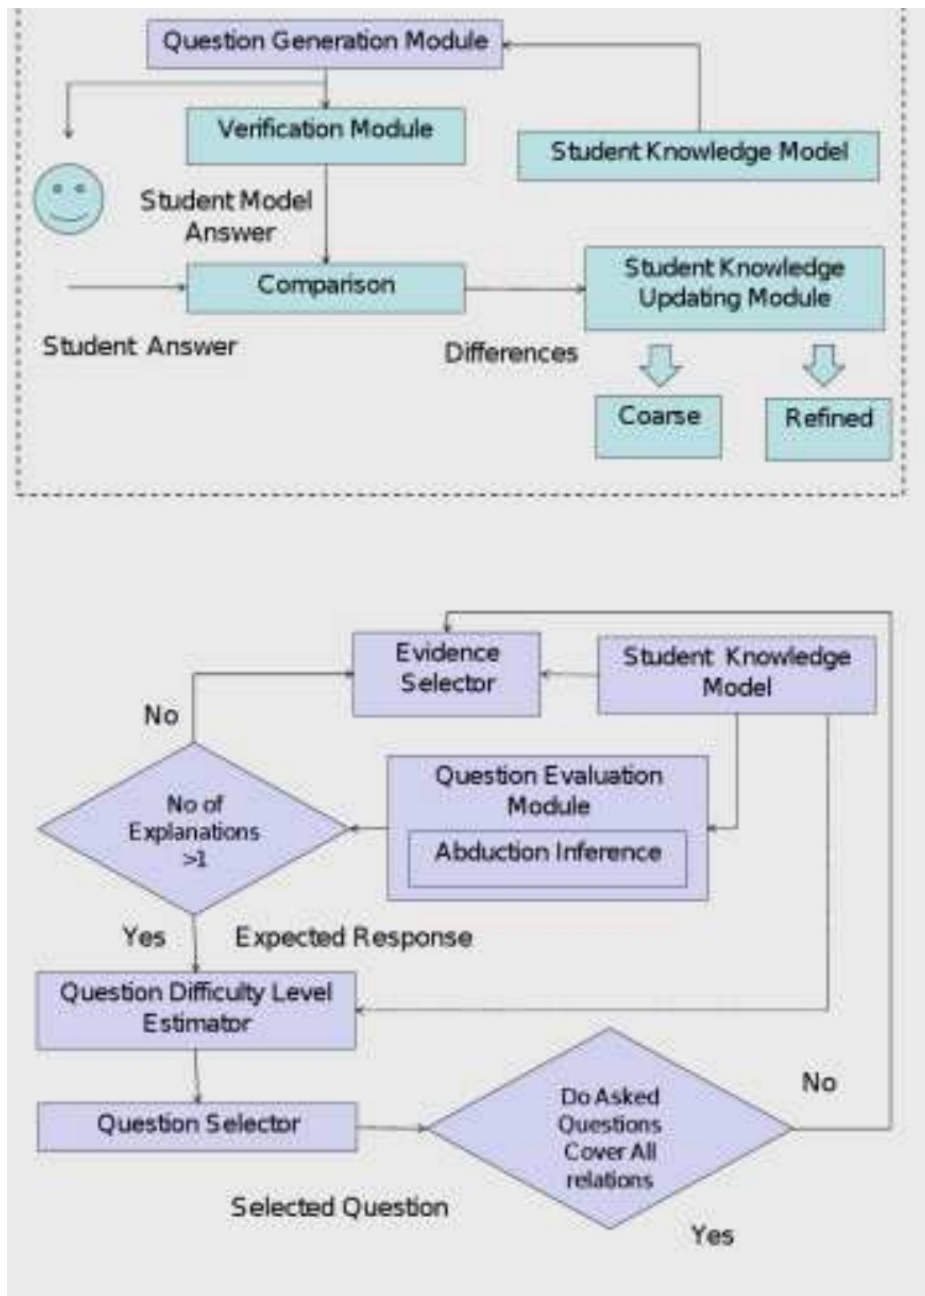 Question Generation Module
Verification Module
Student Knowledge Model
Student Model
Answer
Student Knowledge
Updating Module
Comparison
Student Answer
Differences
Coarse
Refined
Evidence
Selector
Student Knowledge
Model
No
Question Evaluation
Module
No of
Explanations
>1
Abduction Inference
Yes
Expected Response
Question Difficulty Level
Estimator
No
Do Asked
Questions
Cover All
relations
Question Selector
Selected Question
Yes